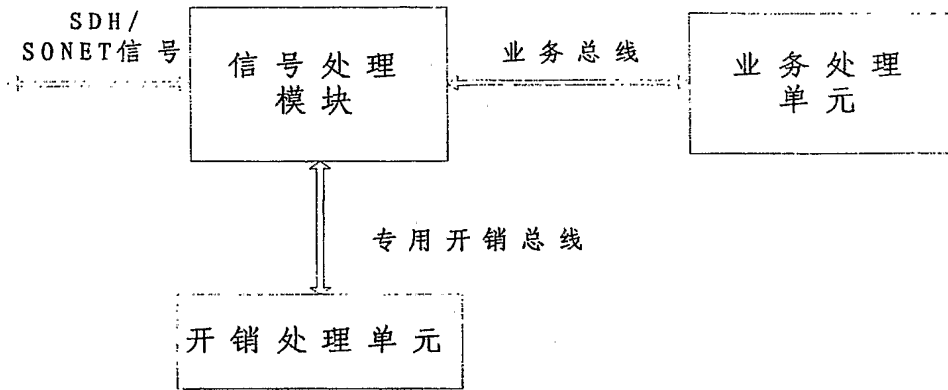 SDH/
SONET信号
信号处理
模块
业务总线
业务处理
单元
专用开销总线
开销处理单元